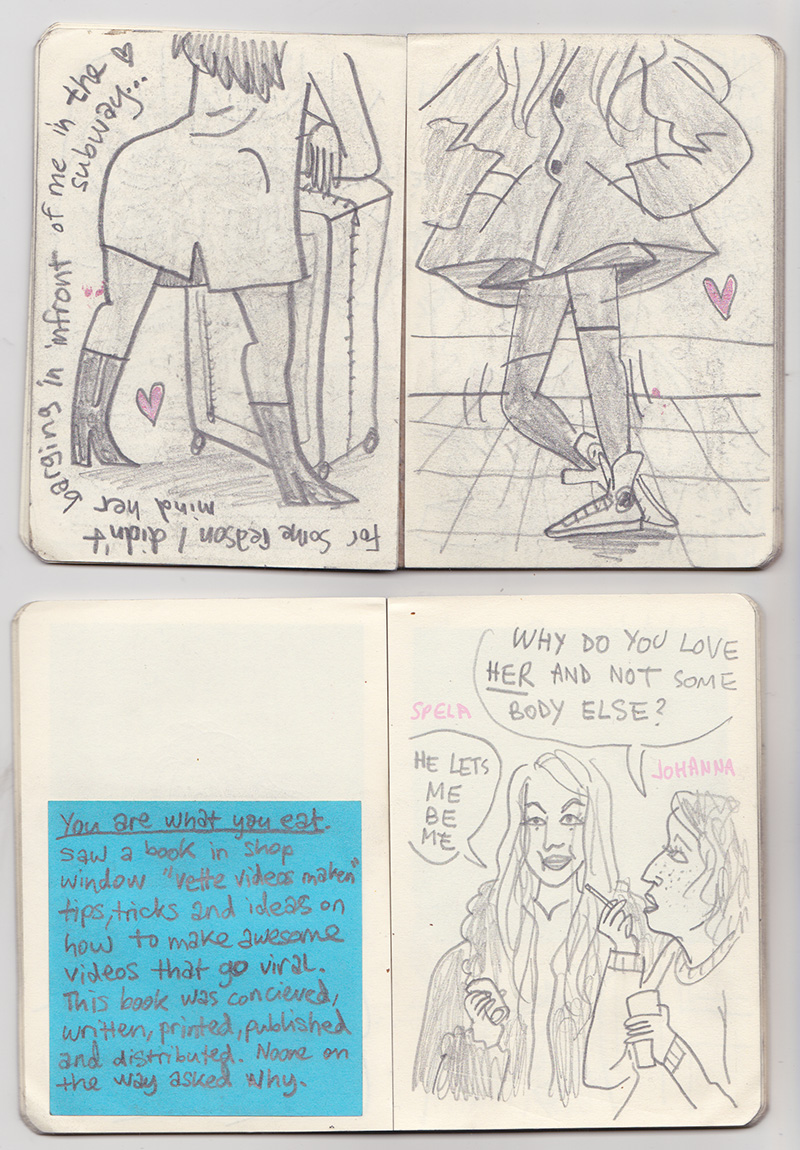 For some reason I didn't
mind her
barging in infront of me in the
subway...
WHY DO YOU LOVE
HER AND NOT SOME
BODY ELSE?
SPELA
HE LETS
ME
BE
ME
JOHANNA
You are what you eat.
Saw a book in shop
window "vette videos maken"
tips, tricks and ideas on
how to make awesome
videos that go viral.
This book was concieved,
written, printed, published
and distributed. Noone on
the way asked why.